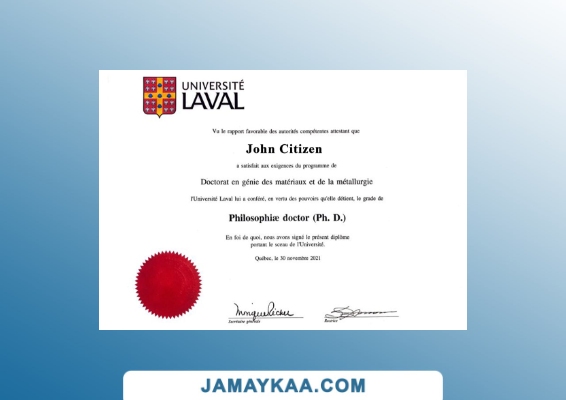 UNIVERSITÉ
LAVAL
Vu le rapport favorable des autorités compétentes attestant que
John Citizen
a satisfait aux exigences du programme de
Doctorat en génie des matériaux et de la métallurgie
l'Université Laval lui a conféré, en vertu des pouvoirs qu'elle détient, le grade de
Philosophiæ doctor (Ph. D.)
En foi de quoi, nous avons signé le présent diplôme
portant le sceau de l'Université.
Québec, le 30 novembre 2021
Secrétaire générale
Rectrice
JAMAYKAA.COM